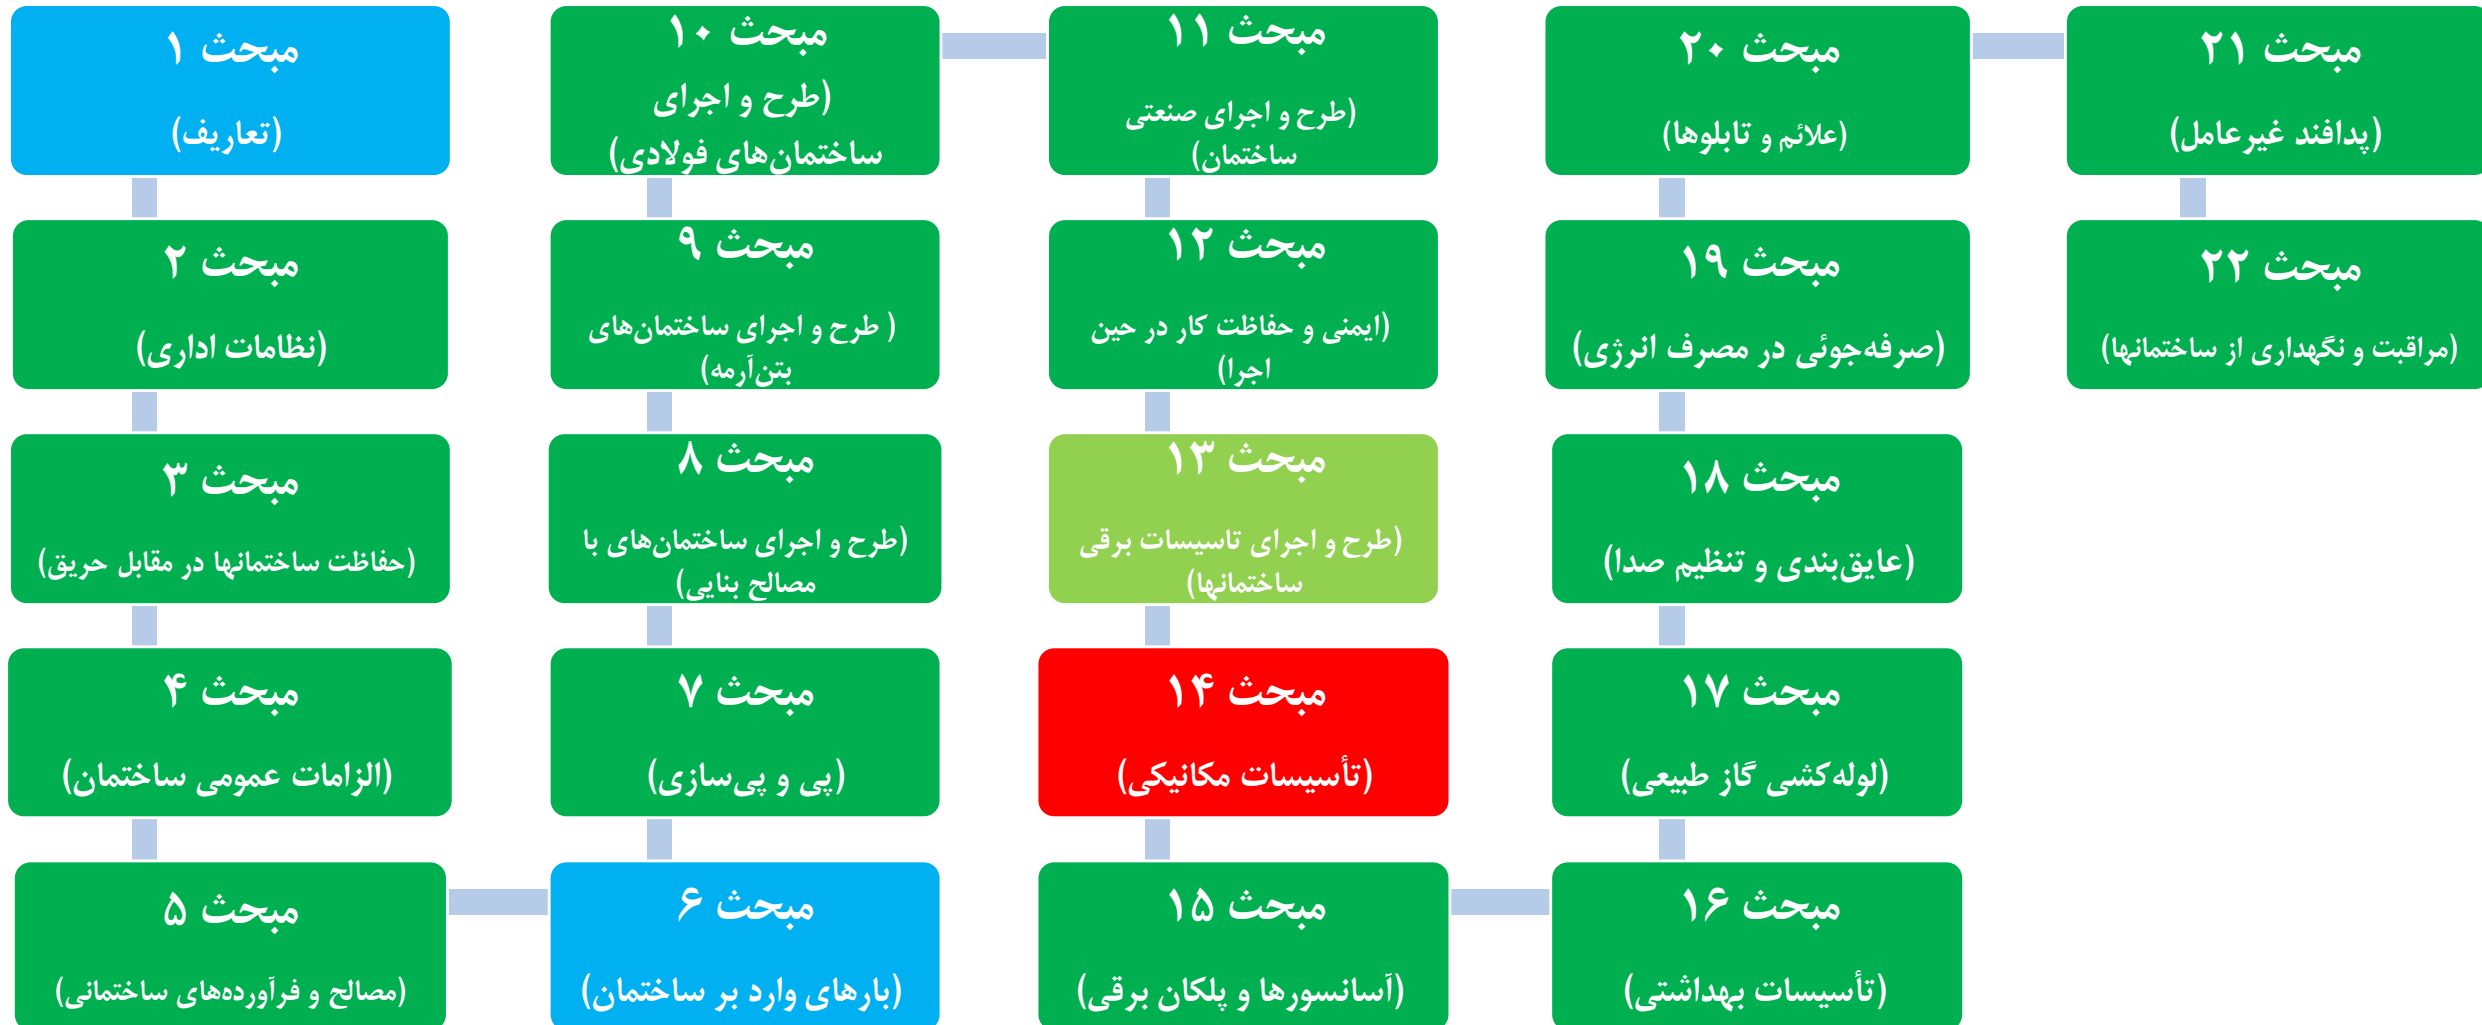 مبحث ۱
(تعاریف)
مبحث ۲
(نظامات اداری)
مبحث ۳
(حفاظت ساختمانها در مقابل حریق)
مبحث ۴
(الزامات عمومی ساختمان)
مبحث ۵
(مصالح و فرآورده‌های ساختمانی)
مبحث ۶
(بارهای وارد بر ساختمان)
مبحث ۷
(پی و پی‌سازی)
مبحث ۸
(طرح و اجرای ساختمان‌های با
مصالح بنایی)
مبحث ۹
( طرح و اجرای ساختمان‌های
بتن‌آرمه)
مبحث ۱۰
(طرح و اجرای
ساختمان‌های فولادی)
مبحث ۱۱
(طرح و اجرای صنعتی
ساختمان)
مبحث ۱۲
(ایمنی و حفاظت کار در حین
اجرا)
مبحث ۱۳
(طرح و اجرای تاسیسات برقی
ساختمانها)
مبحث ۱۴
(تأسیسات مکانیکی)
مبحث ۱۵
(آسانسورها و پلکان برقی)
مبحث ۱۶
(تأسیسات بهداشتی)
مبحث ۱۷
(لوله‌کشی گاز طبیعی)
مبحث ۱۸
(عایق‌بندی و تنظیم صدا)
مبحث ۱۹
(صرفه‌جوئی در مصرف انرژی)
مبحث ۲۰
(علائم و تابلوها)
مبحث ۲۱
(پدافند غیرعامل)
مبحث ۲۲
(مراقبت و نگهداری از ساختمانها)